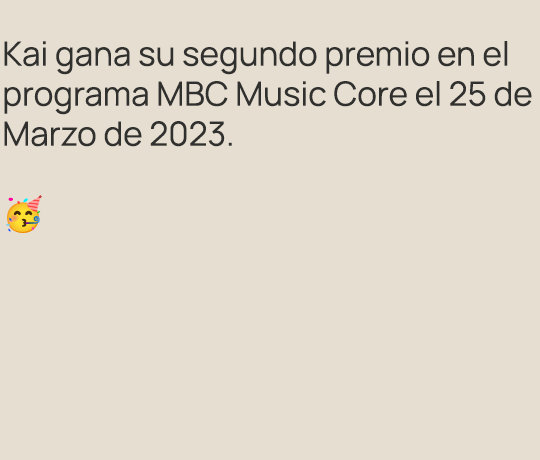 Kai gana su segundo premio en el
programa MBC Music Core el 25 de
Marzo de 2023.
🥳